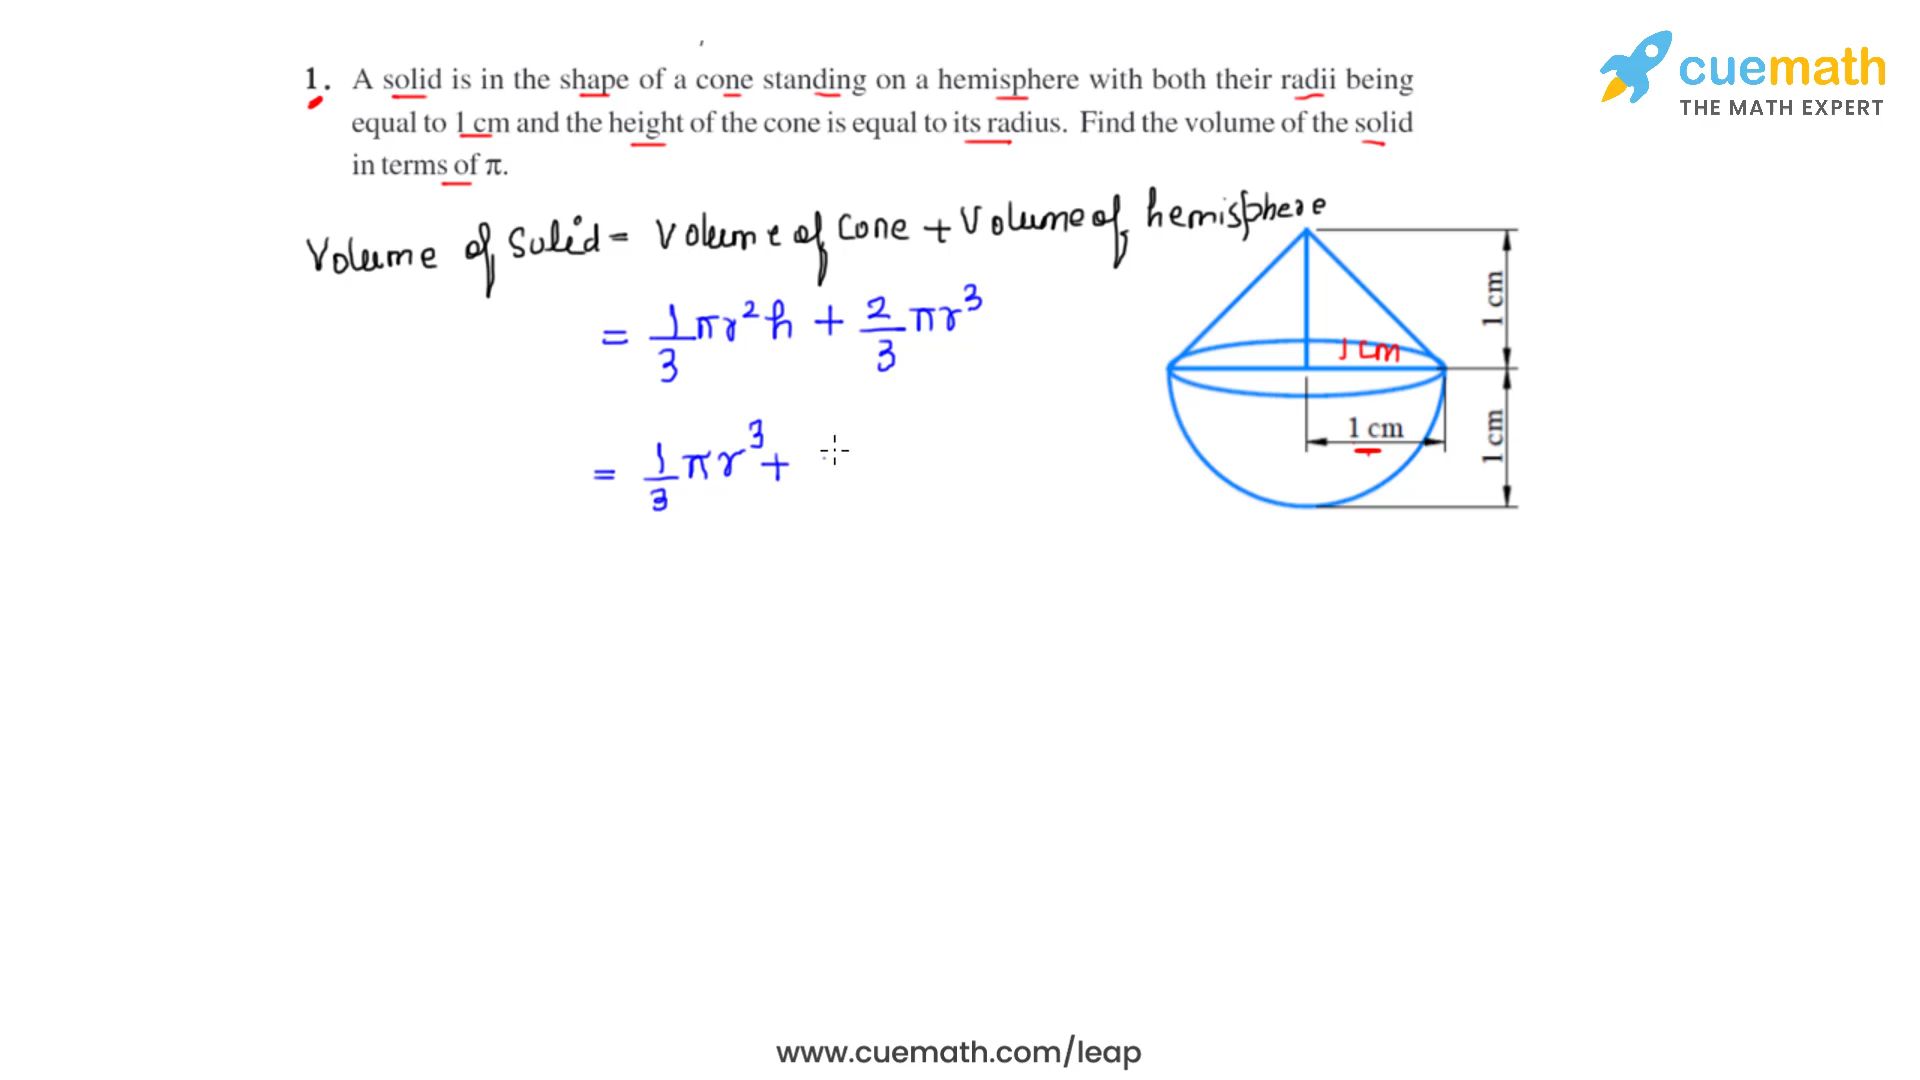 cuemath
THE MATH EXPERT
1. A solid is in the shape of a cone standing on a hemisphere with both their radii being
equal to 1 cm and the height of the cone is equal to its radius. Find the volume of the solid
in terms of π.
Volume of Solid = Volume of Cone + Volume of hemisphere
= 1/3 πr²h + 2/3 πr³
= 1/3 πr³ +
1 cm
1 cm
1 cm
1 cm
www.cuemath.com/leap